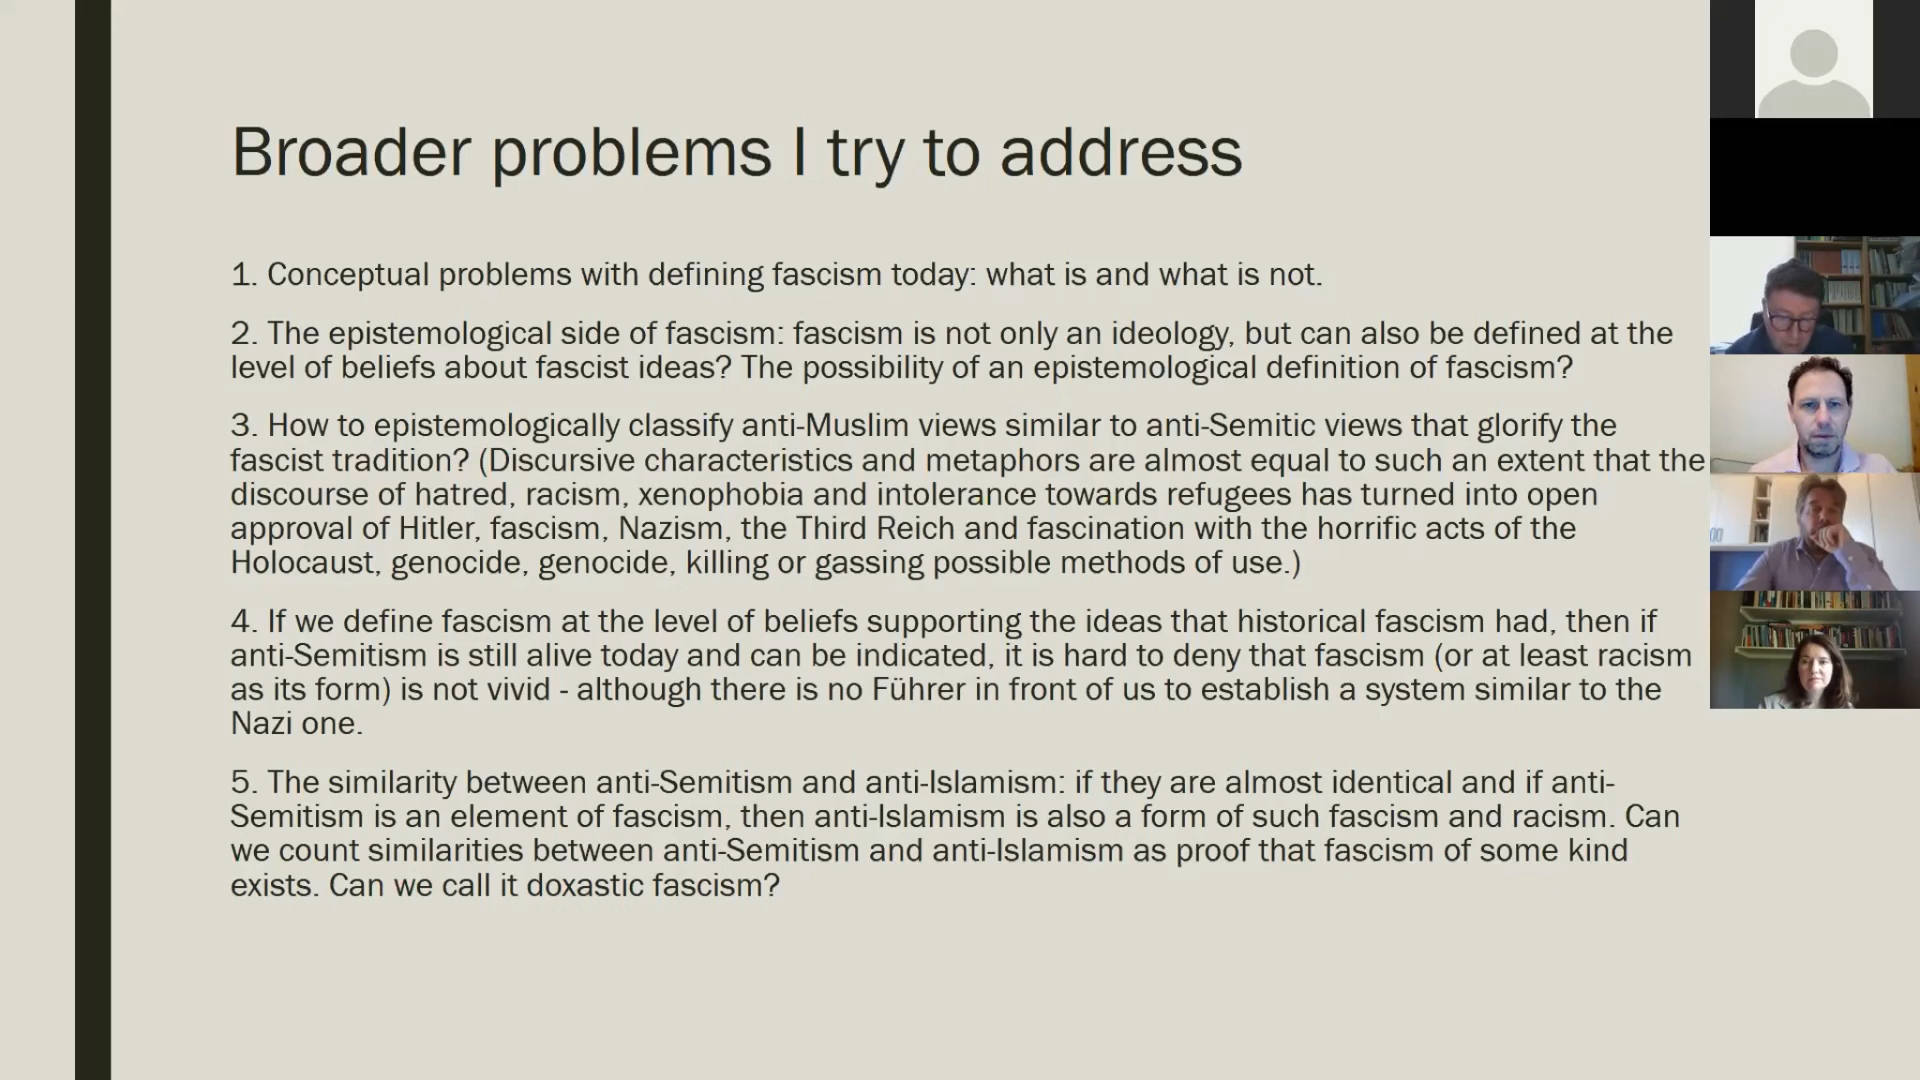 Broader problems I try to address
1. Conceptual problems with defining fascism today: what is and what is not.
2. The epistemological side of fascism: fascism is not only an ideology, but can also be defined at the
level of beliefs about fascist ideas? The possibility of an epistemological definition of fascism?
3. How to epistemologically classify anti-Muslim views similar to anti-Semitic views that glorify the
fascist tradition? (Discursive characteristics and metaphors are almost equal to such an extent that the
discourse of hatred, racism, xenophobia and intolerance towards refugees has turned into open
approval of Hitler, fascism, Nazism, the Third Reich and fascination with the horrific acts of the
Holocaust, genocide, genocide, killing or gassing possible methods of use.)
4. If we define fascism at the level of beliefs supporting the ideas that historical fascism had, then if
anti-Semitism is still alive today and can be indicated, it is hard to deny that fascism (or at least racism
as its form) is not vivid - although there is no Führer in front of us to establish a system similar to the
Nazi one.
5. The similarity between anti-Semitism and anti-Islamism: if they are almost identical and if anti-
Semitism is an element of fascism, then anti-Islamism is also a form of such fascism and racism. Can
we count similarities between anti-Semitism and anti-Islamism as proof that fascism of some kind
exists. Can we call it doxastic fascism?